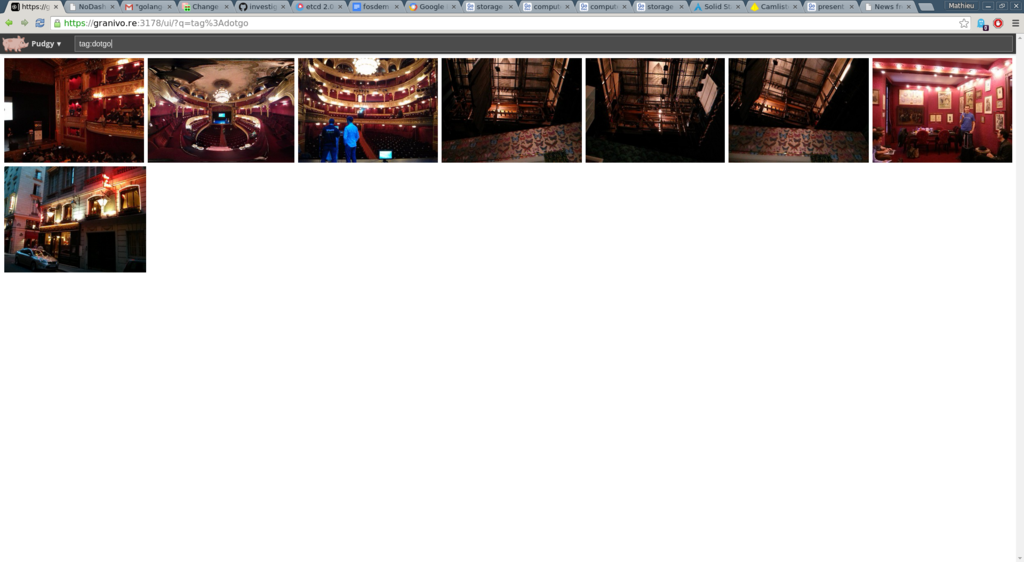 https://g NoDash "golang Change investig etcd 2.0 fosdem Google storage comput comput storage Solid St Camlist present News fo Mathieu
https://granivo.re:3178/ui/?q=tag%3Adotgo
Pudgy ▾ tag:dotgo